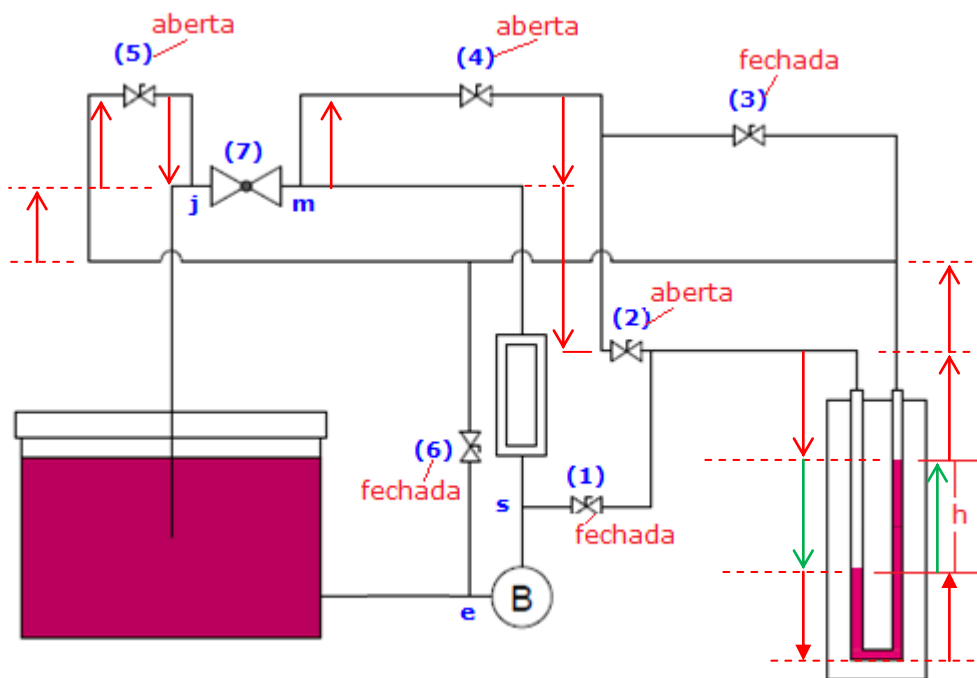 aberta
(5)
aberta
(4)
fechada
(3)
(7)
j
m
aberta
(2)
(6)
fechada
(1)
s
fechada
h
e
B